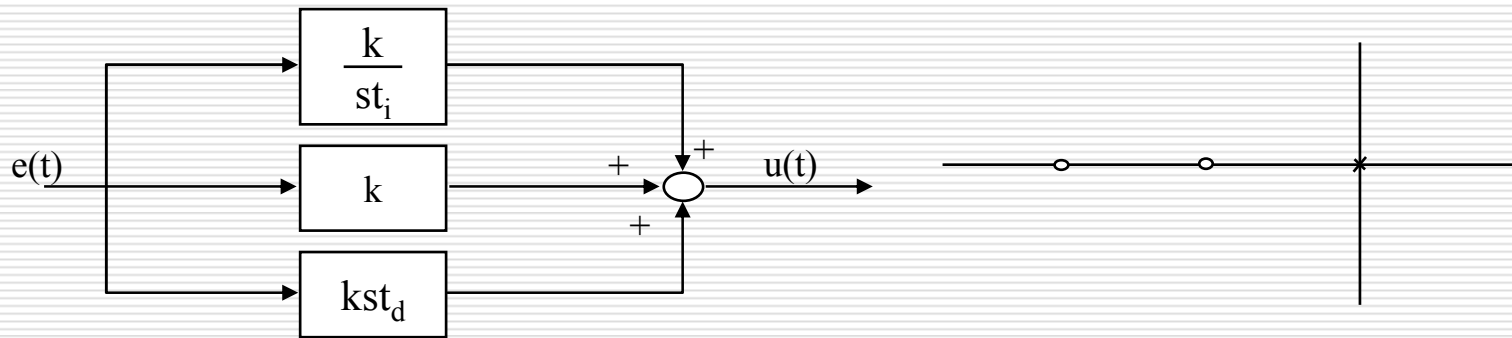 k
st_i
+
e(t)
+
u(t)
k
+
kst_d